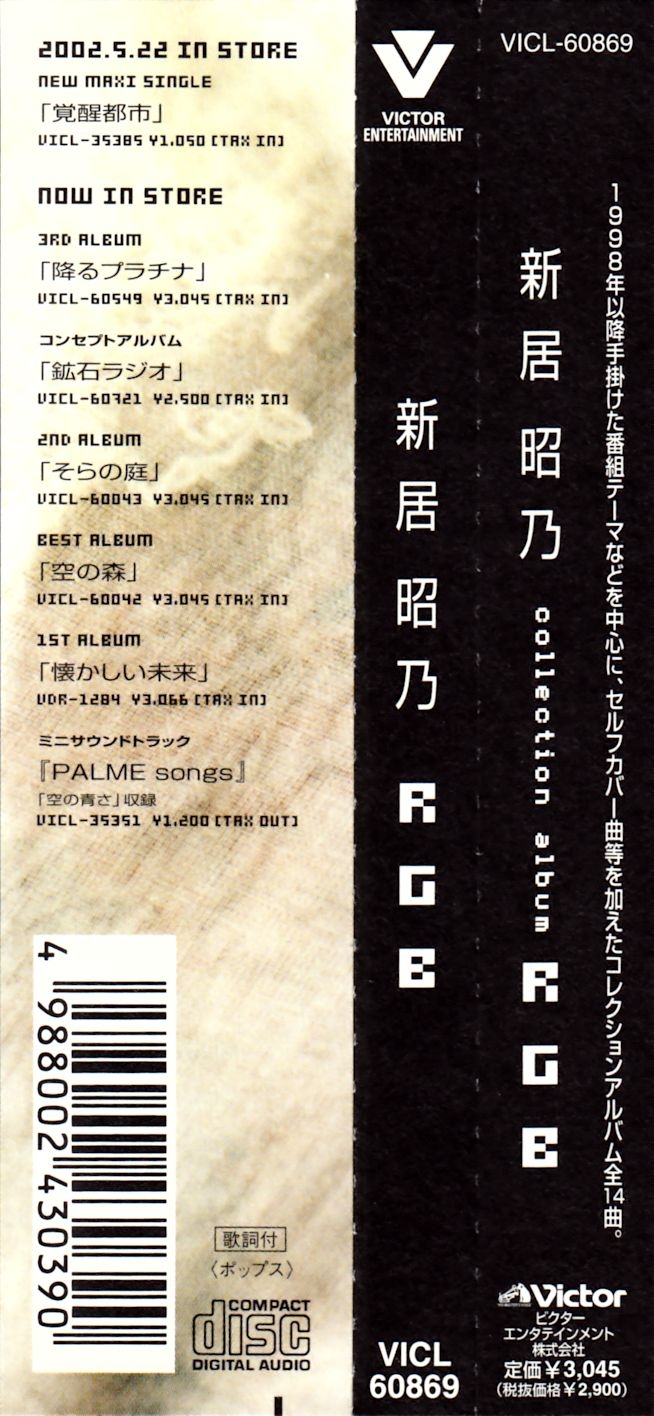 2002.5.22 IN STORE
NEW MAXI SINGLE
「覚醒都市」
VICL-35385 ¥1,050 [TAX IN]
NOW IN STORE
3RD ALBUM
「降るプラチナ」
VICL-60549 ¥3,045 [TAX IN]
コンセプトアルバム
「鉱石ラジオ」
VICL-60321 ¥2,500 [TAX IN]
2ND ALBUM
「そらの庭」
VICL-60043 ¥3,045 [TAX IN]
BEST ALBUM
「空の森」
VICL-60042 ¥3,045 [TAX IN]
1ST ALBUM
「懐かしい未来」
VDR-1284 ¥3,066 [TAX IN]
ミニサウンドトラック
『PALME songs』
「空の青さ」収録
VICL-35351 ¥1,200 [TAX OUT]
4 988002 430390
歌詞付
〈ポップス〉
COMPACT
disc
DIGITAL AUDIO
VICTOR
ENTERTAINMENT
新居昭乃 RGB
VICL
60869
VICL-60869
1998年以降手掛けた番組テーマなどを中心に、セルフカバー曲等を加えたコレクションアルバム全14曲。
新居昭乃 collection album RGB
Victor
ビクター
エンタテインメント
株式会社
定価¥3,045
(税抜価格¥2,900)